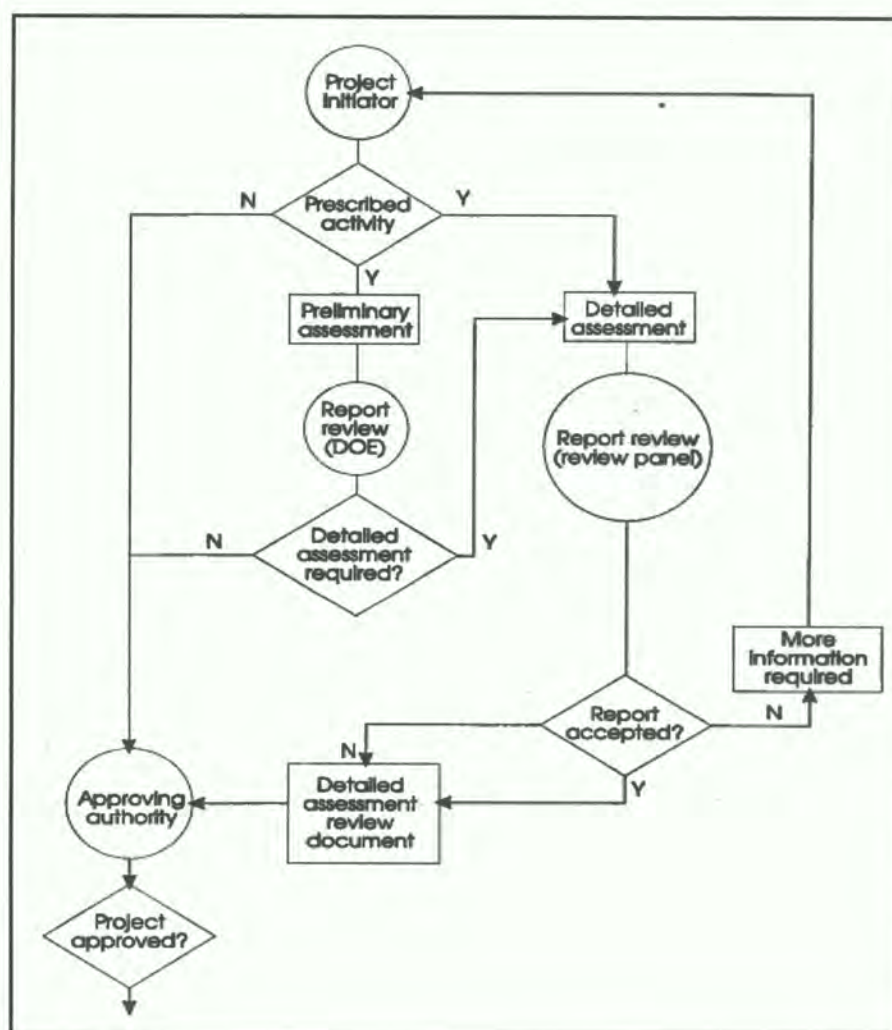 Project
initiator
N
Y
Prescribed
activity
Y
Preliminary
assessment
Detailed
assessment
Report
review
(DOE)
Report review
(review panel)
N
Detailed
assessment
required?
Y
More
information
required
Report
accepted?
N
N
Y
Approving
authority
Detailed
assessment
review
document
Project
approved?